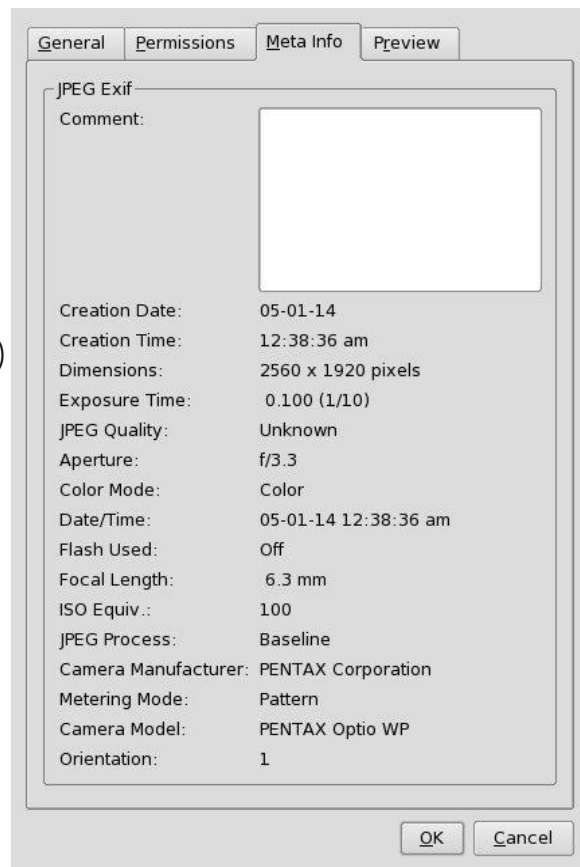 General Permissions Meta Info Preview
JPEG Exif
Comment:
Creation Date: 05-01-14
Creation Time: 12:38:36 am
Dimensions: 2560 x 1920 pixels
Exposure Time: 0.100 (1/10)
JPEG Quality: Unknown
Aperture: f/3.3
Color Mode: Color
Date/Time: 05-01-14 12:38:36 am
Flash Used: Off
Focal Length: 6.3 mm
ISO Equiv.: 100
JPEG Process: Baseline
Camera Manufacturer: PENTAX Corporation
Metering Mode: Pattern
Camera Model: PENTAX Optio WP
Orientation: 1
OK Cancel
)